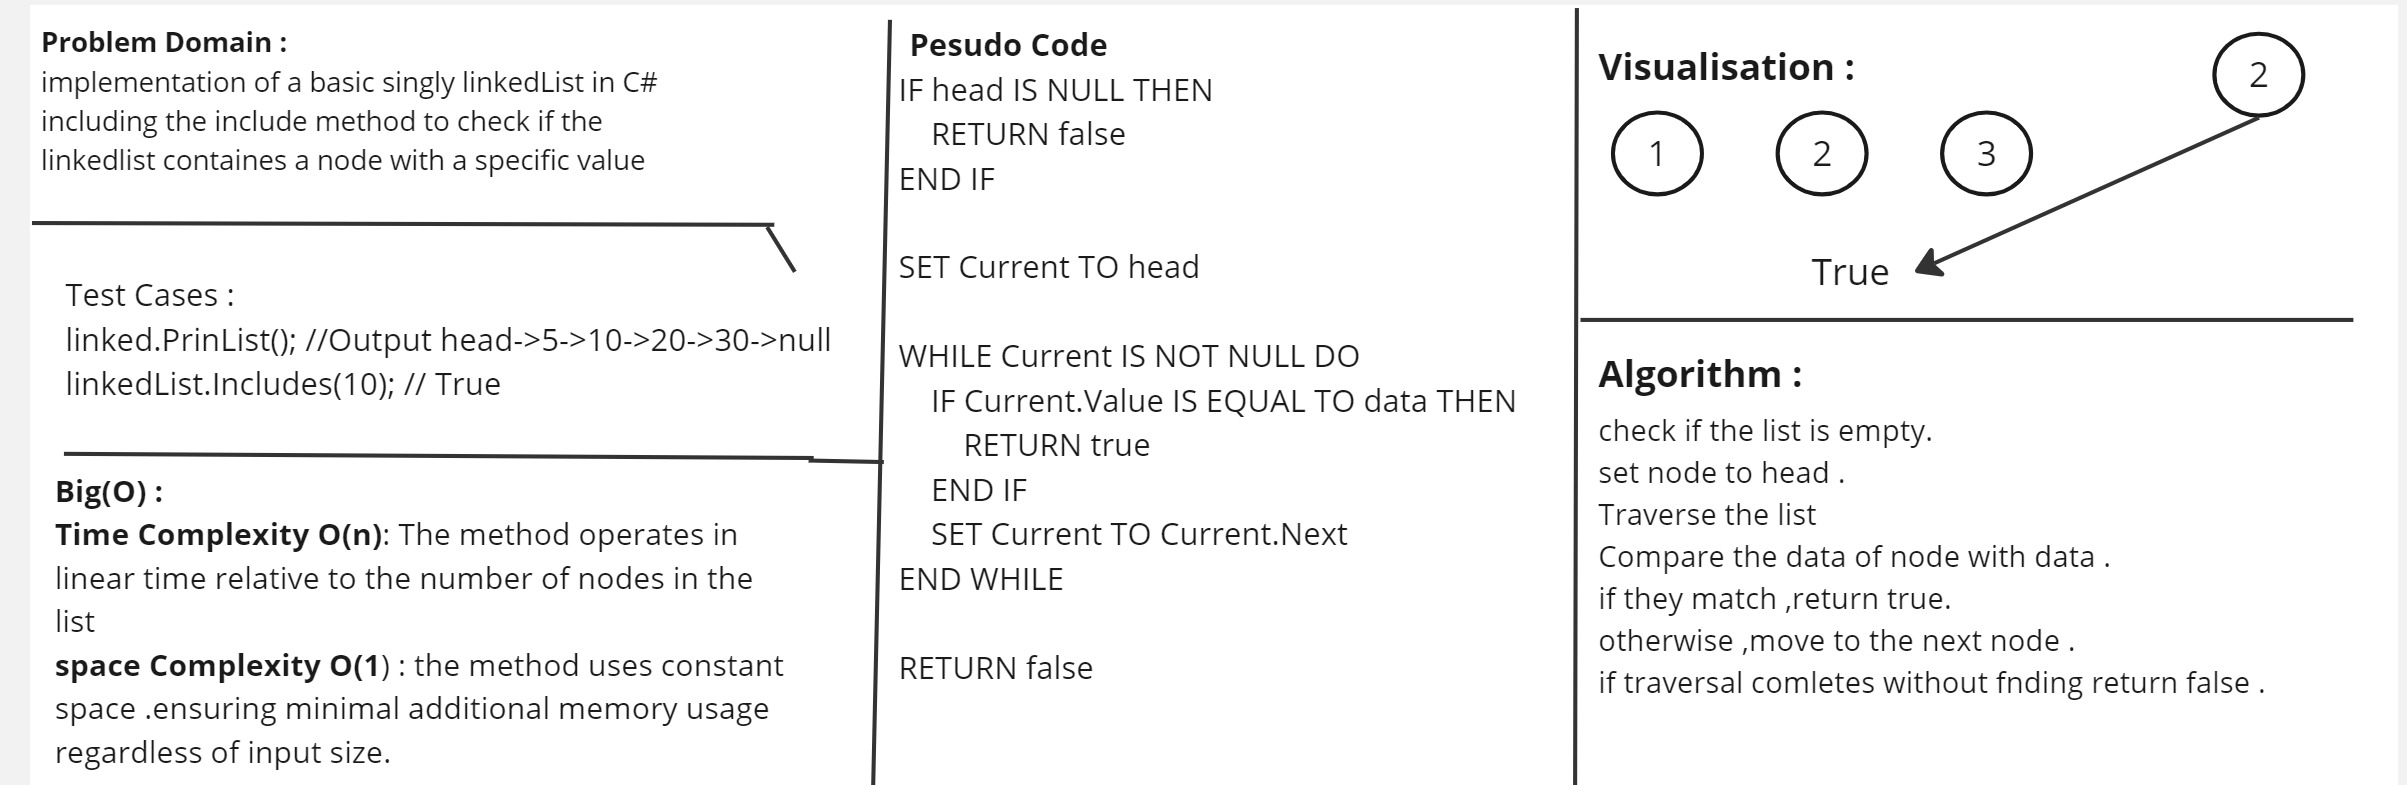 Problem Domain :
implementation of a basic singly linkedList in C#
including the include method to check if the
linkedlist containes a node with a specific value
Test Cases :
linked.PrinList(); //Output head->5->10->20->30->null
linkedList.Includes(10); // True
Big(O) :
Time Complexity O(n): The method operates in
linear time relative to the number of nodes in the
list
space Complexity O(1) : the method uses constant
space .ensuring minimal additional memory usage
regardless of input size.
Pesudo Code
IF head IS NULL THEN
RETURN false
END IF
SET Current TO head
WHILE Current IS NOT NULL DO
IF Current.Value IS EQUAL TO data THEN
RETURN true
END IF
SET Current TO Current.Next
END WHILE
RETURN false
Visualisation :
2
1 2 3
True
Algorithm :
check if the list is empty.
set node to head .
Traverse the list
Compare the data of node with data .
if they match ,return true.
otherwise ,move to the next node .
if traversal comletes without fnding return false .